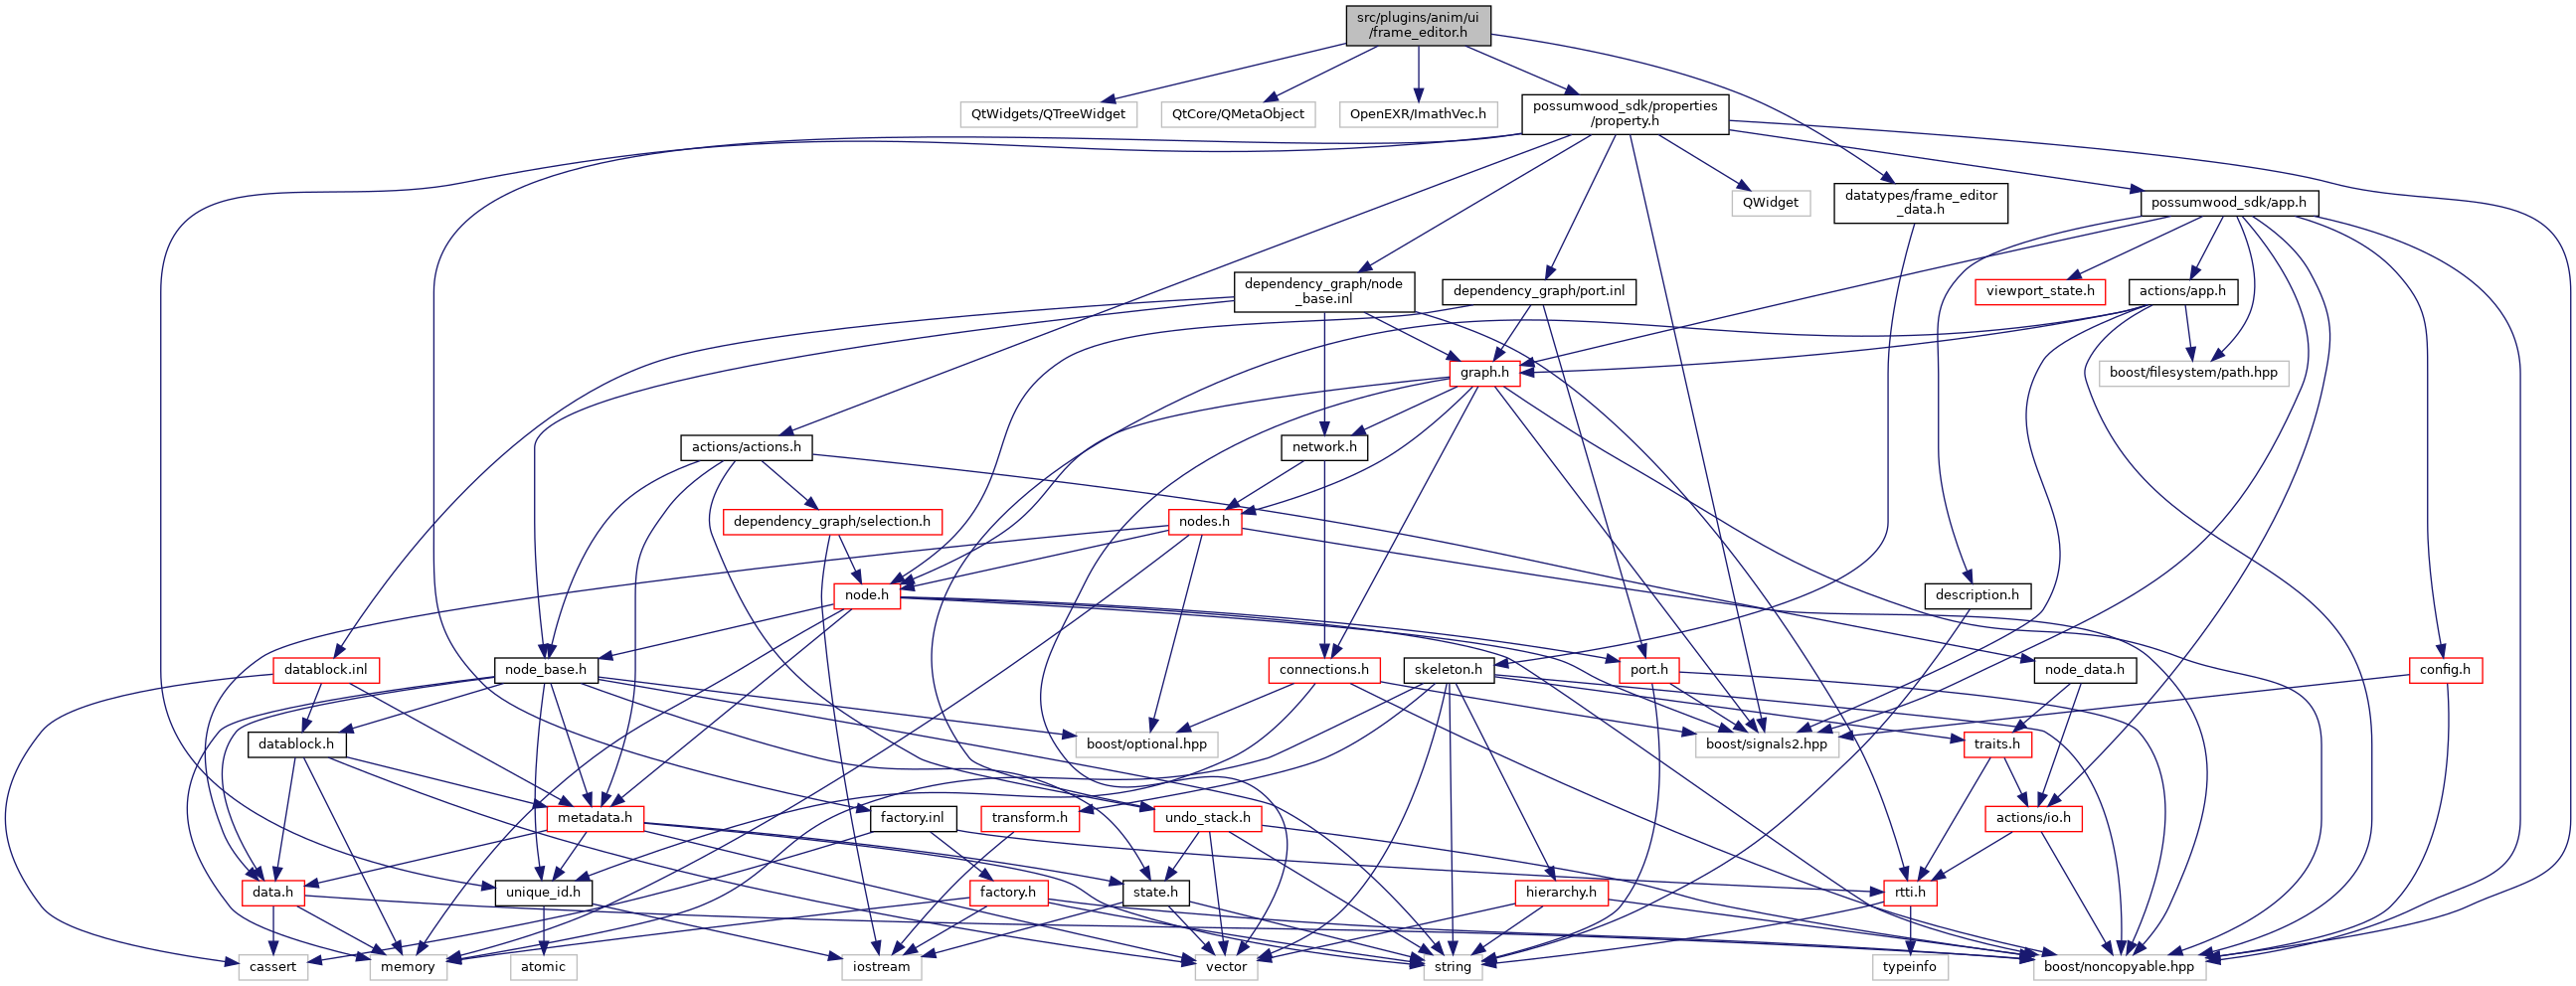 src/plugins/anim/ui
/frame_editor.h
QtWidgets/QTreeWidget
QtCore/QMetaObject
OpenEXR/ImathVec.h
possumwood_sdk/properties
/property.h
QWidget
datatypes/frame_editor
_data.h
possumwood_sdk/app.h
dependency_graph/node
_base.inl
dependency_graph/port.inl
viewport_state.h
actions/app.h
graph.h
boost/filesystem/path.hpp
actions/actions.h
network.h
dependency_graph/selection.h
nodes.h
node.h
description.h
datablock.inl
node_base.h
connections.h
skeleton.h
port.h
node_data.h
config.h
datablock.h
boost/optional.hpp
boost/signals2.hpp
traits.h
metadata.h
factory.inl
transform.h
undo_stack.h
actions/io.h
data.h
unique_id.h
factory.h
state.h
hierarchy.h
rtti.h
cassert
memory
atomic
iostream
vector
string
typeinfo
boost/noncopyable.hpp